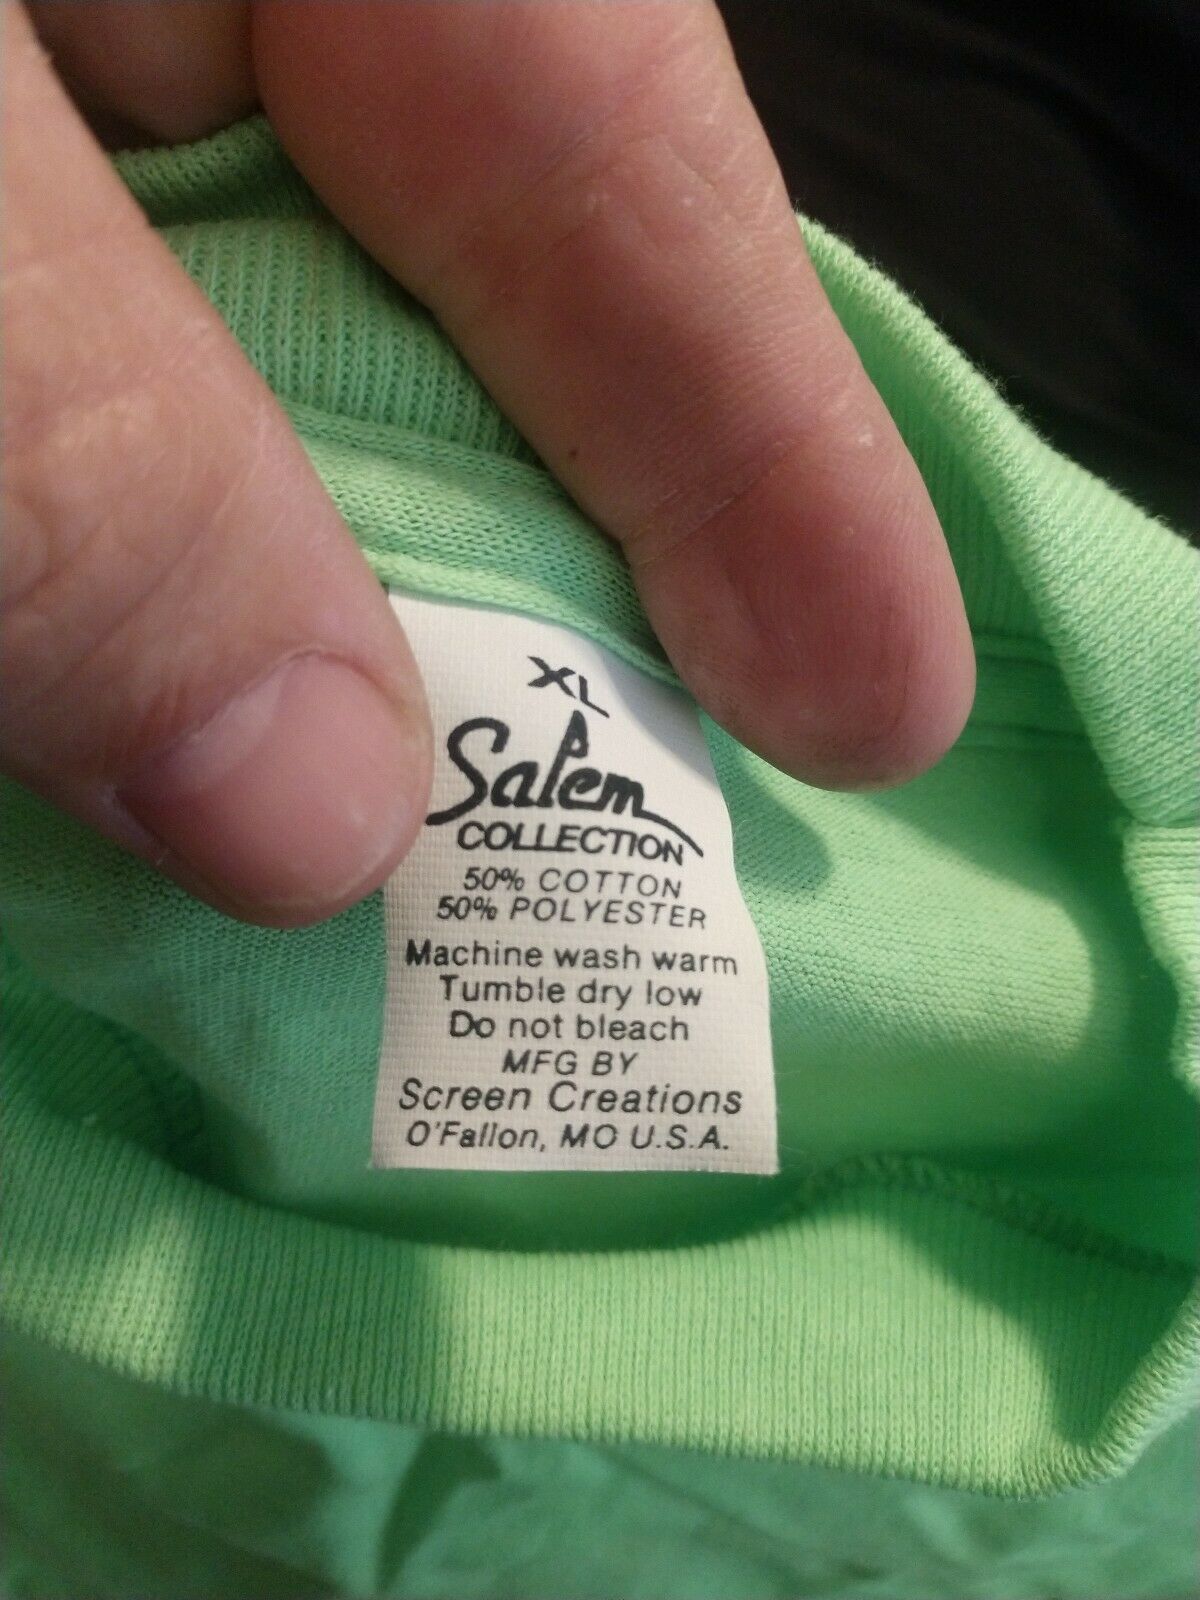 XL
Salem
COLLECTION
50% COTTON
50% POLYESTER
Machine wash warm
Tumble dry low
Do not bleach
MFG BY
Screen Creations
O'Fallon, MO U.S.A.